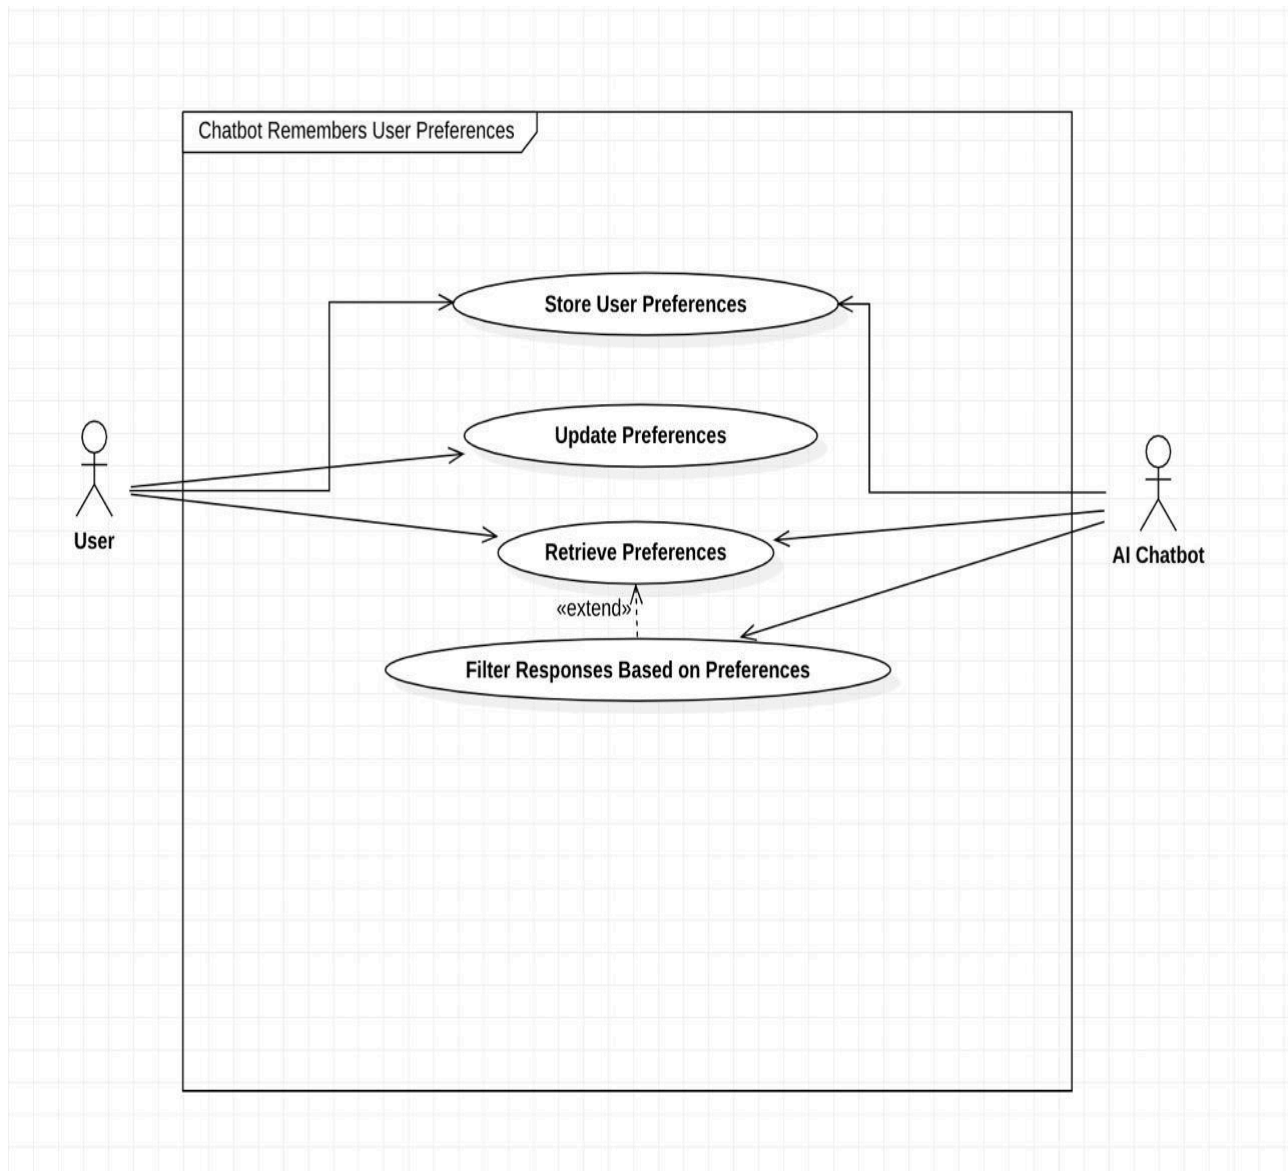 Chatbot Remembers User Preferences
Store User Preferences
Update Preferences
User
Retrieve Preferences
AI Chatbot
«extend»
Filter Responses Based on Preferences